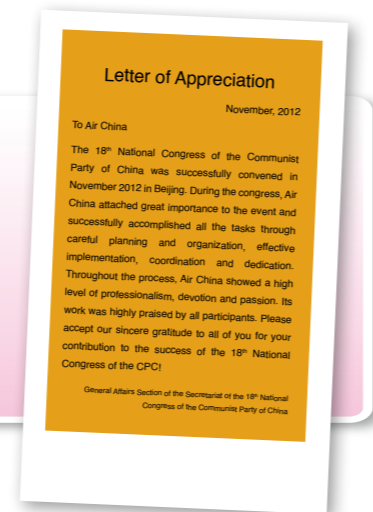 Letter of Appreciation
November, 2012
To Air China
The 18th National Congress of the Communist
Party of China was successfully convened in
November 2012 in Beijing. During the congress, Air
China attached great importance to the event and
successfully accomplished all the tasks through
careful planning and organization, effective
implementation, coordination and dedication.
Throughout the process, Air China showed a high
level of professionalism, devotion and passion. Its
work was highly praised by all participants. Please
accept our sincere gratitude to all of you for your
contribution to the success of the 18th National
Congress of the CPC!
General Affairs Section of the Secretariat ot the 18th National
Congress of the Communist Party of China